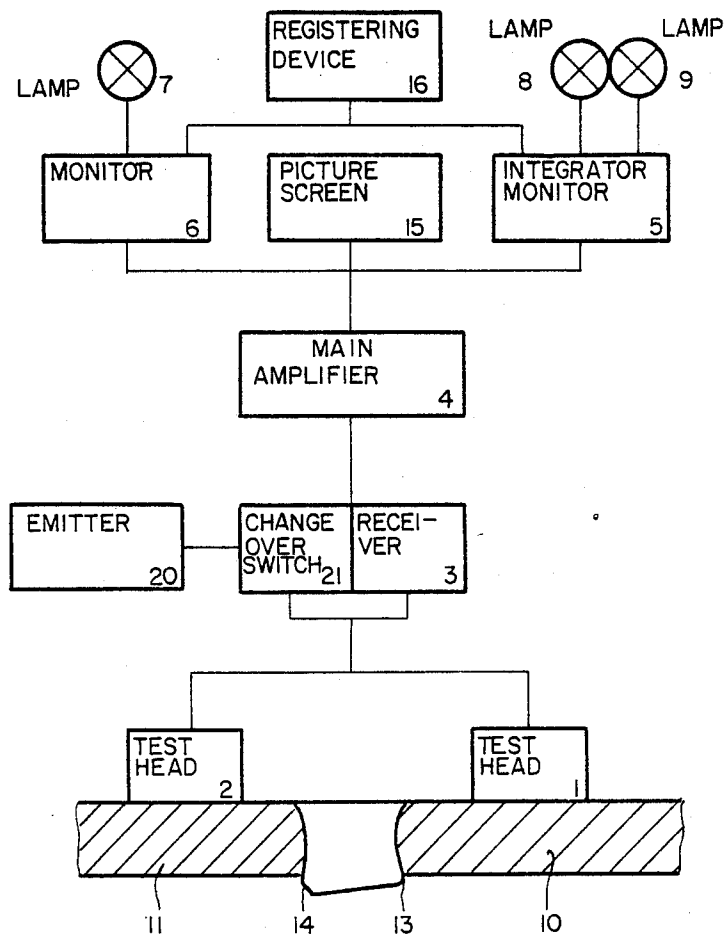 REGISTERING
DEVICE
16
LAMP
7
LAMP
8
LAMP
9
MONITOR
6
PICTURE
SCREEN
15
INTEGRATOR
MONITOR
5
MAIN
AMPLIFIER
4
EMITTER
20
CHANGE
OVER
SWITCH
21
RECEI-
VER
3
TEST
HEAD
2
TEST
HEAD
1
11
14
13
10